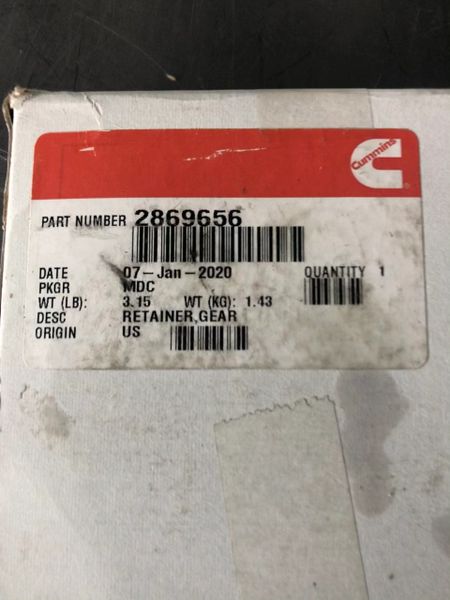 Cummins
PART NUMBER 2869656
DATE 07-Jan-2020 QUANTITY 1
PKGR MDC
WT (LB): 3.15 WT (KG): 1.43
DESC RETAINER,GEAR
ORIGIN US